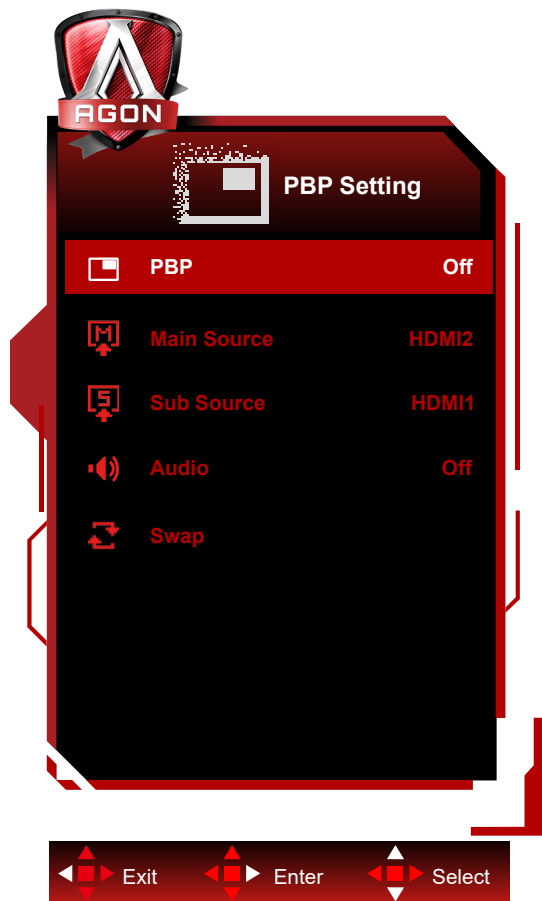 AGON
PBP Setting
PBP Off
Main Source HDMI2
Sub Source HDMI1
Audio Off
Swap
Exit Enter Select